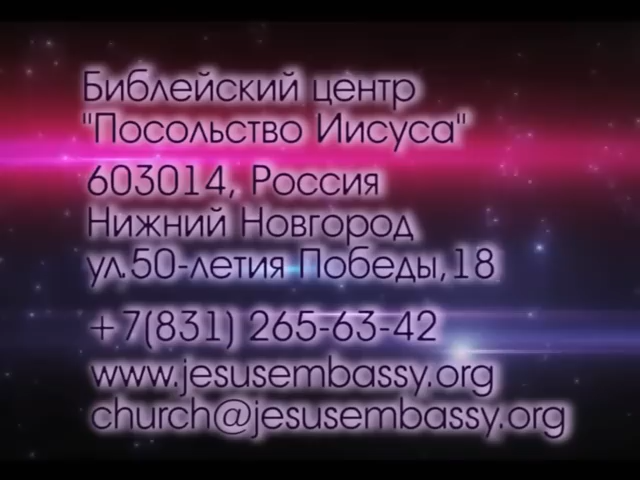 Библейский центр
"Посольство Иисуса"
603014, Россия
Нижний Новгород
ул.50-летия Победы,18
+7(831) 265-63-42
www.jesusembassy.org
church@jesusembassy.org